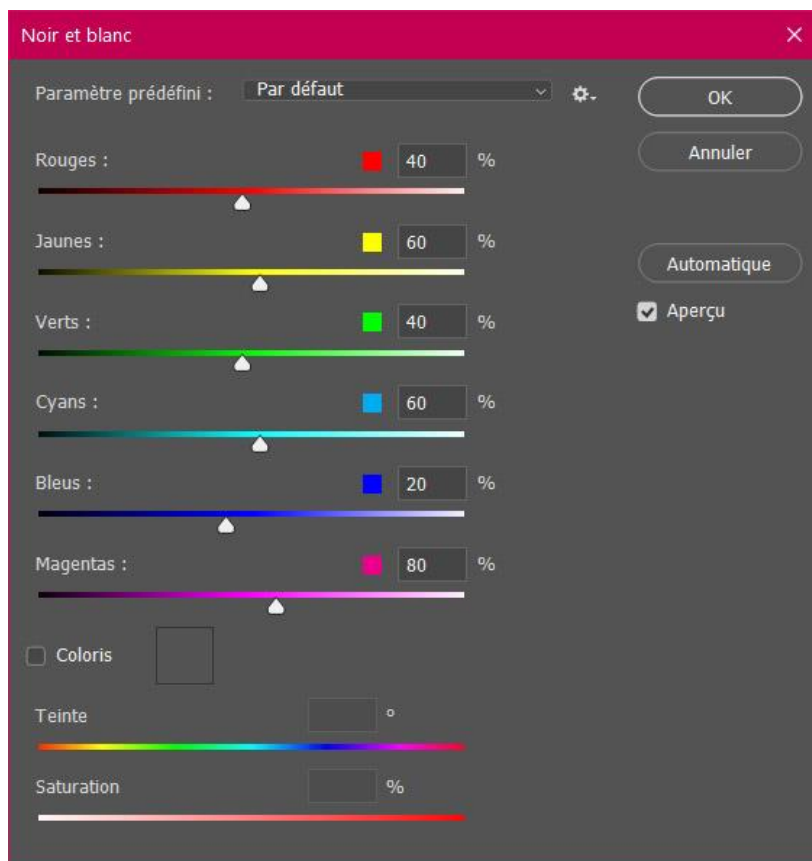 Noir et blanc
Paramètre prédéfini : Par défaut
OK
Annuler
Automatique
Aperçu
Rouges : 40 %
Jaunes : 60 %
Verts : 40 %
Cyans : 60 %
Bleus : 20 %
Magentas : 80 %
Coloris
Teinte °
Saturation %